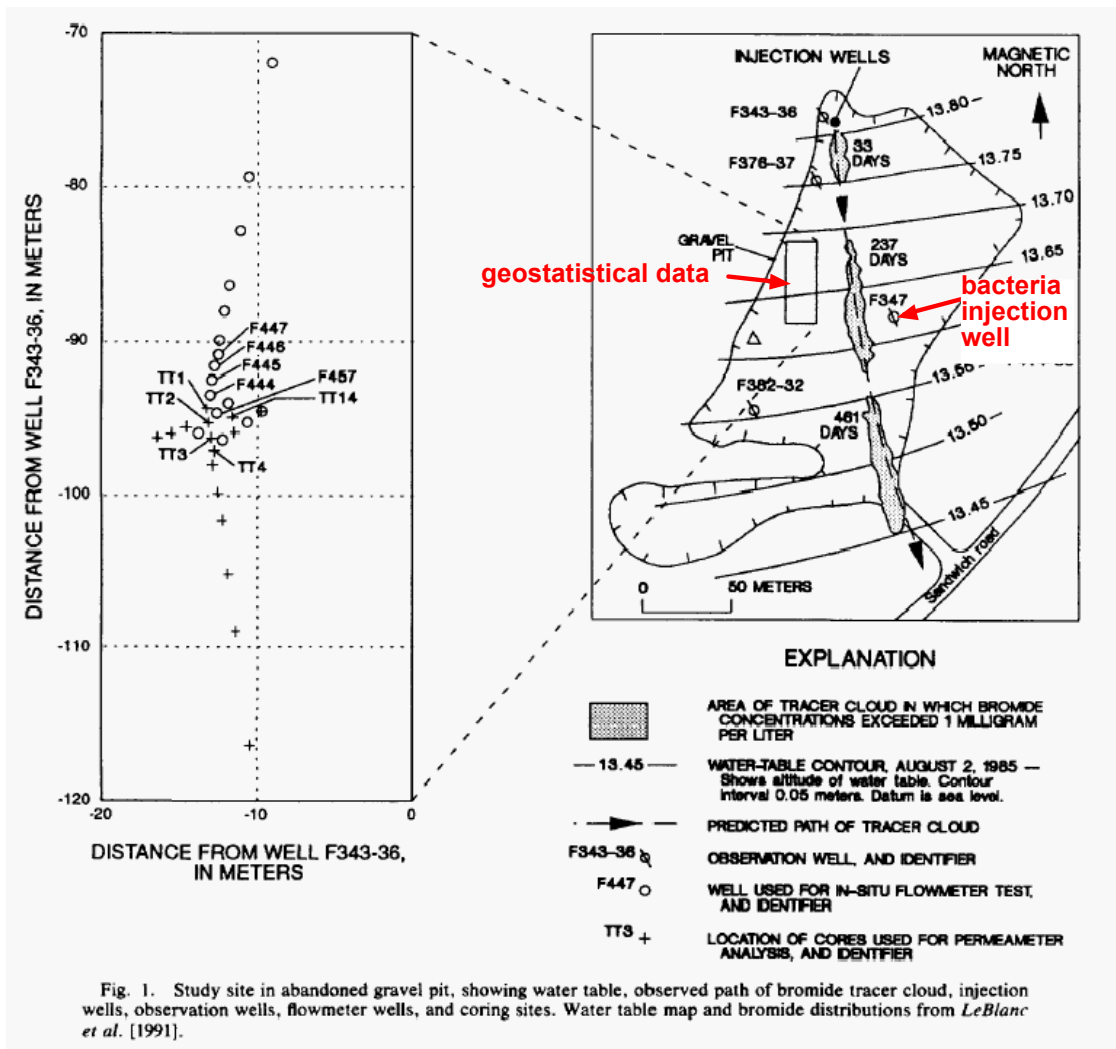 -70
-80
-90
-100
-110
-120
-20
-10
0
DISTANCE FROM WELL F343-36, IN METERS
F447
F446
F445
F444
F457
TT1
TT2
TT14
TT3
TT4
DISTANCE FROM WELL F343-36,
IN METERS
INJECTION WELLS
MAGNETIC
NORTH
F343-36
13.80
33
DAYS
13.75
F376-37
13.70
GRAVEL
PIT
237
DAYS
13.65
geostatistical data
F347
bacteria
injection
well
F382-32
461
DAYS
13.50
13.45
0
50 METERS
Sandwich road
EXPLANATION
AREA OF TRACER CLOUD IN WHICH BROMIDE
CONCENTRATIONS EXCEEDED 1 MILLIGRAM
PER LITER
13.45
WATER-TABLE CONTOUR, AUGUST 2, 1985 —
Shows altitude of water table. Contour
interval 0.05 meters. Datum is sea level.
PREDICTED PATH OF TRACER CLOUD
F343-36
OBSERVATION WELL, AND IDENTIFIER
F447
WELL USED FOR IN-SITU FLOWMETER TEST,
AND IDENTIFIER
TT3
LOCATION OF CORES USED FOR PERMEAMETER
ANALYSIS, AND IDENTIFIER
Fig. 1. Study site in abandoned gravel pit, showing water table, observed path of bromide tracer cloud, injection
wells, observation wells, flowmeter wells, and coring sites. Water table map and bromide distributions from LeBlanc
et al. [1991].